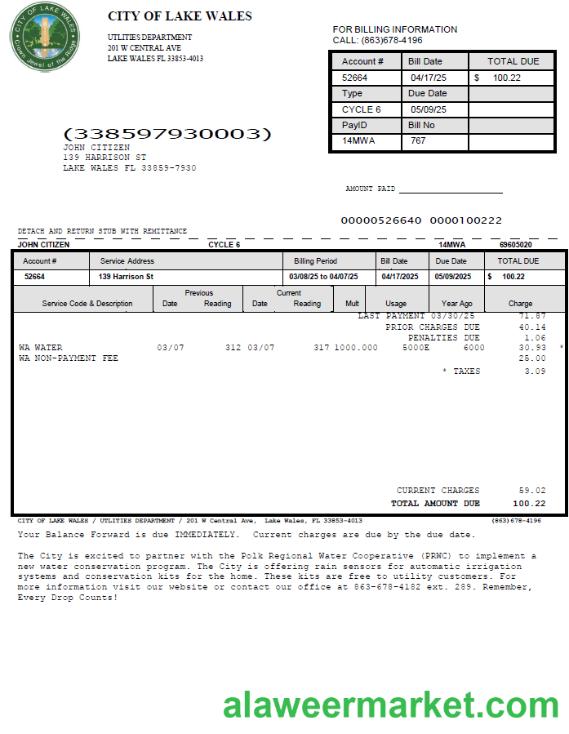 CITY OF LAKE WALES
CITY OF LAKE WALES
Crown Jewel of the Ridge
UTLITIES DEPARTMENT
201 W CENTRAL AVE
LAKE WALES FL 33853-4013
FOR BILLING INFORMATION
CALL: (863)678-4196
Account # Bill Date TOTAL DUE
52664 04/17/25 $ 100.22
Type Due Date
CYCLE 6 05/09/25
PayID Bill No
14MWA 767
(338597930003)
JOHN CITIZEN
139 HARRISON ST
LAKE WALES FL 33859-7930
AMOUNT PAID
00000526640 0000100222
DETACH AND RETURN STUB WITH REMITTANCE
JOHN CITIZEN CYCLE 6 14MWA 69605020
Account # Service Address Billing Period Bill Date Due Date TOTAL DUE
52664 139 Harrison St 03/08/25 to 04/07/25 04/17/2025 05/09/2025 $ 100.22
Previous Current
Service Code & Description Date Reading Date Reading Mult Usage Year Ago Charge
LAST PAYMENT 03/30/25 71.87
PRIOR CHARGES DUE 40.14
PENALTIES DUE 1.06
WA WATER 03/07 312 03/07 317 1000.000 5000E 6000 30.93 *
WA NON-PAYMENT FEE 25.00
* TAXES 3.09
CURRENT CHARGES 59.02
TOTAL AMOUNT DUE 100.22
CITY OF LAKE WALES / UTLITIES DEPARTMENT / 201 W Central Ave, Lake Wales, FL 33853-4013 (863)678-4196
Your Balance Forward is due IMMEDIATELY. Current charges are due by the due date.
The City is excited to partner with the Polk Regional Water Cooperative (PRWC) to implement a
new water conservation program. The City is offering rain sensors for automatic irrigation
systems and conservation kits for the home. These kits are free to utility customers. For
more information visit our website or contact our office at 863-678-4182 ext. 289. Remember,
Every Drop Counts!
alaweermarket.com